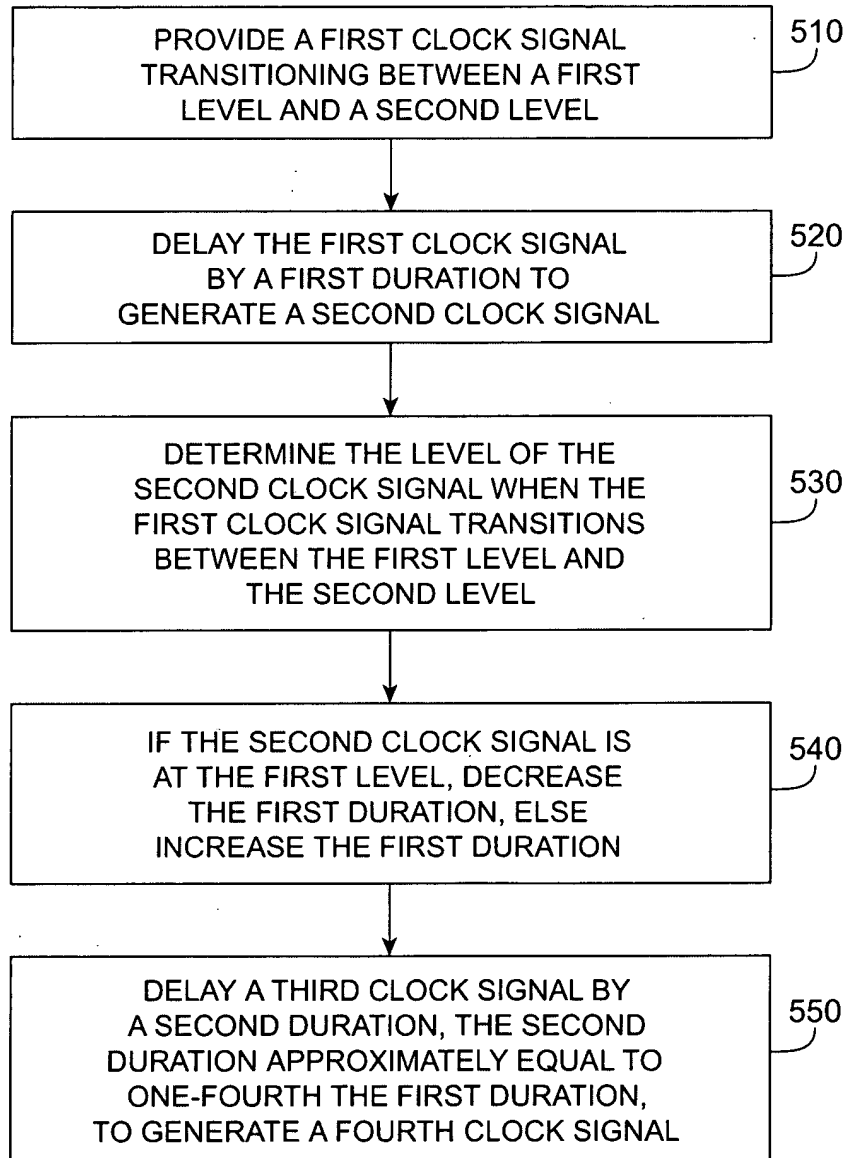 PROVIDE A FIRST CLOCK SIGNAL
TRANSITIONING BETWEEN A FIRST
LEVEL AND A SECOND LEVEL
510
DELAY THE FIRST CLOCK SIGNAL
BY A FIRST DURATION TO
GENERATE A SECOND CLOCK SIGNAL
520
DETERMINE THE LEVEL OF THE
SECOND CLOCK SIGNAL WHEN THE
FIRST CLOCK SIGNAL TRANSITIONS
BETWEEN THE FIRST LEVEL AND
THE SECOND LEVEL
530
IF THE SECOND CLOCK SIGNAL IS
AT THE FIRST LEVEL, DECREASE
THE FIRST DURATION, ELSE
INCREASE THE FIRST DURATION
540
DELAY A THIRD CLOCK SIGNAL BY
A SECOND DURATION, THE SECOND
DURATION APPROXIMATELY EQUAL TO
ONE-FOURTH THE FIRST DURATION,
TO GENERATE A FOURTH CLOCK SIGNAL
550